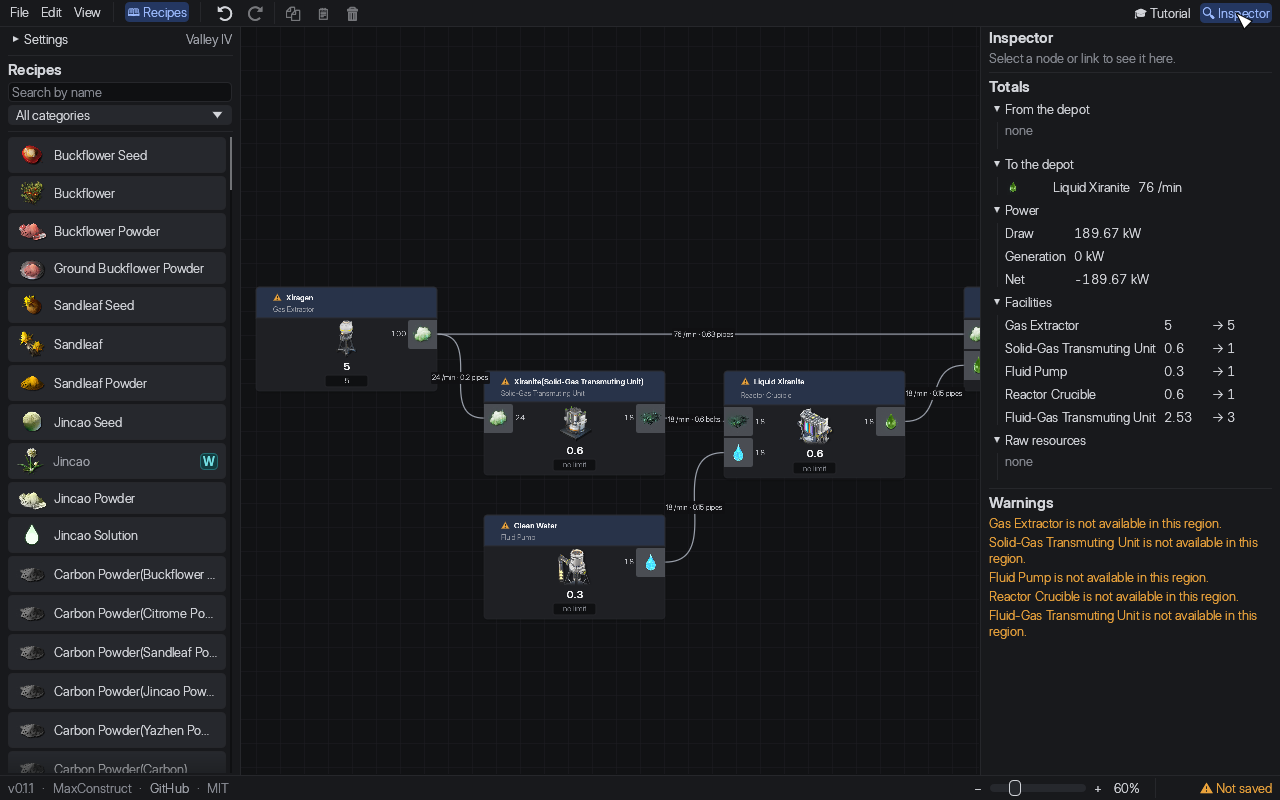 File Edit View Recipes Tutorial Inspector
Settings Valley IV
Recipes
Search by name
All categories
Buckflower Seed
Buckflower
Buckflower Powder
Ground Buckflower Powder
Sandleaf Seed
Sandleaf
Sandleaf Powder
Jincao Seed
Jincao W
Jincao Powder
Jincao Solution
Carbon Powder(Buckflower ...
Carbon Powder(Citrome Po...
Carbon Powder(Sandleaf Po...
Carbon Powder(Jincao Pow...
Carbon Powder(Yazhen Po...
Carbon Powder(Carbon)
Xiragen
Gas Extractor
100
5
5
76 /min · 0.63 pipes
24 /min · 0.2 pipes
Xiranite(Solid-Gas Transmuting Unit)
Solid-Gas Transmuting Unit
24
18
0.6
no limit
18 /min · 0.6 belts
Liquid Xiranite
Reactor Crucible
18
18
18
0.6
no limit
18 /min · 0.15 pipes
18 /min · 0.15 pipes
Clean Water
Fluid Pump
18
0.3
no limit
Inspector
Select a node or link to see it here.
Totals
From the depot
none
To the depot
Liquid Xiranite 76 /min
Power
Draw 189.67 kW
Generation 0 kW
Net -189.67 kW
Facilities
Gas Extractor 5 → 5
Solid-Gas Transmuting Unit 0.6 → 1
Fluid Pump 0.3 → 1
Reactor Crucible 0.6 → 1
Fluid-Gas Transmuting Unit 2.53 → 3
Raw resources
none
Warnings
Gas Extractor is not available in this region.
Solid-Gas Transmuting Unit is not available in this
region.
Fluid Pump is not available in this region.
Reactor Crucible is not available in this region.
Fluid-Gas Transmuting Unit is not available in this
region.
v0.1.1 · MaxConstruct · GitHub · MIT
− + 60% Not saved